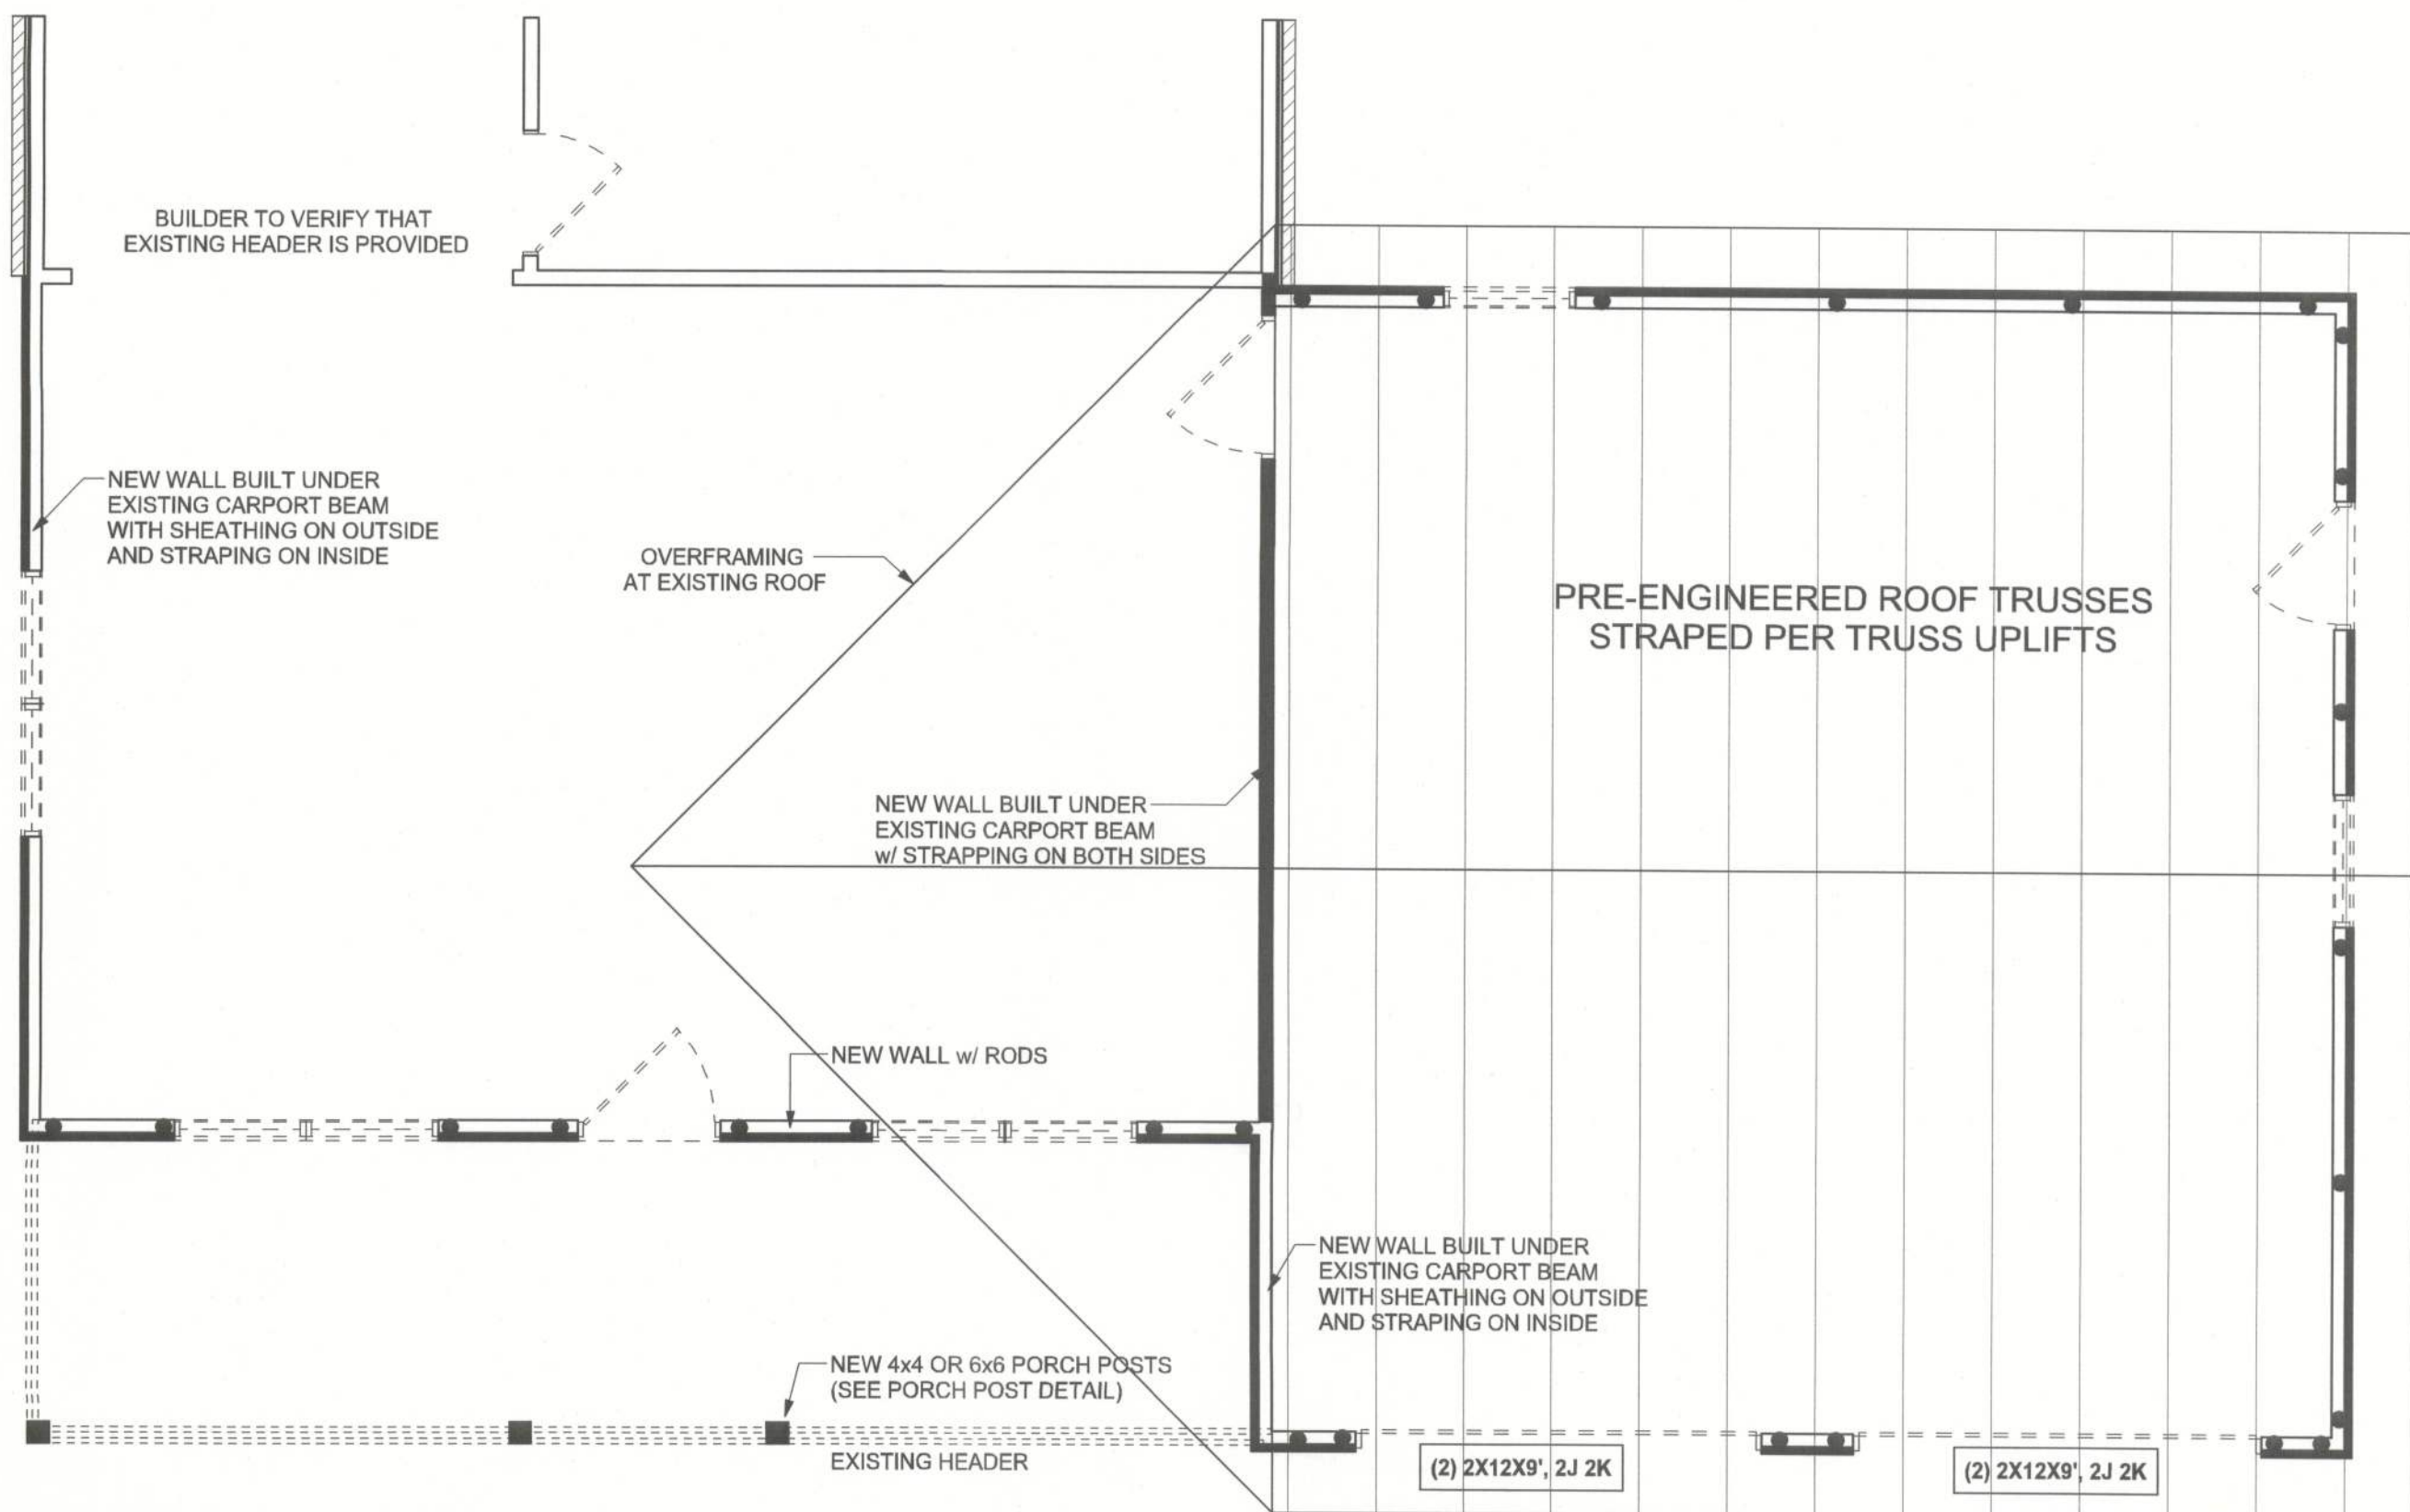 BUILDER TO VERIFY THAT
EXISTING HEADER IS PROVIDED
NEW WALL BUILT UNDER
EXISTING CARPORT BEAM
WITH SHEATHING ON OUTSIDE
AND STRAPING ON INSIDE
OVERFRAMING
AT EXISTING ROOF
PRE-ENGINEERED ROOF TRUSSES
STRAPED PER TRUSS UPLIFTS
NEW WALL BUILT UNDER
EXISTING CARPORT BEAM
w/ STRAPPING ON BOTH SIDES
NEW WALL w/ RODS
NEW WALL BUILT UNDER
EXISTING CARPORT BEAM
WITH SHEATHING ON OUTSIDE
AND STRAPING ON INSIDE
NEW 4x4 OR 6x6 PORCH POSTS
(SEE PORCH POST DETAIL)
EXISTING HEADER
(2) 2X12X9', 2J 2K
(2) 2X12X9', 2J 2K